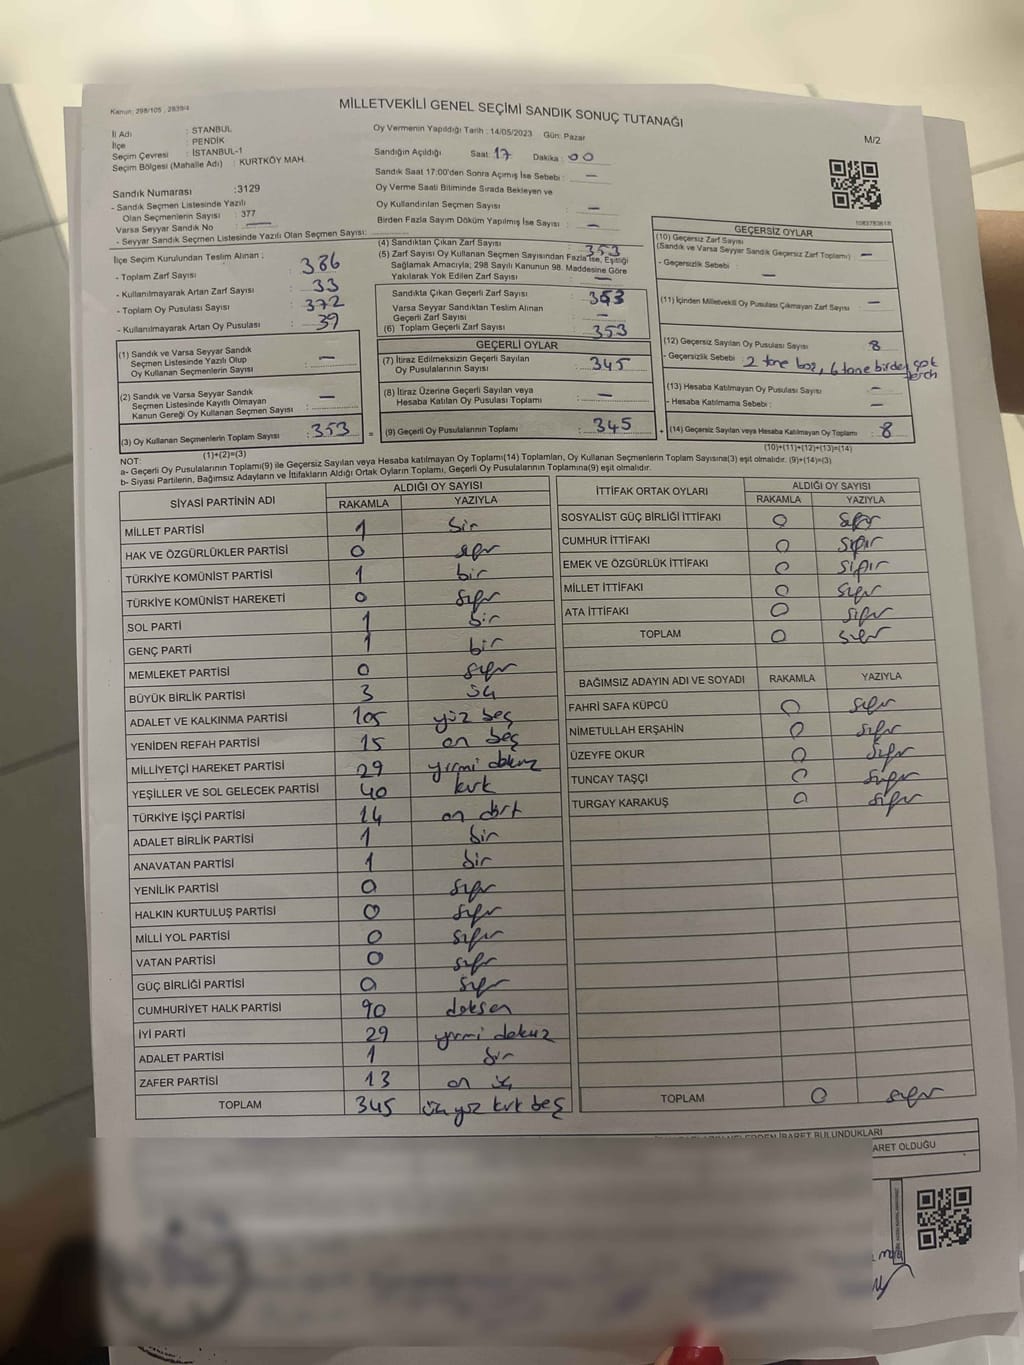 Kanun: 298/105 , 2839/4
MİLLETVEKİLİ GENEL SEÇİMİ SANDIK SONUÇ TUTANAĞI
M/2
İl Adı : STANBUL
İlçe : PENDİK
Seçim Çevresi : İSTANBUL-1
Seçim Bölgesi (Mahalle Adı) : KURTKÖY MAH.
Sandık Numarası :3129
- Sandık Seçmen Listesinde Yazılı
Olan Seçmenlerin Sayısı : 377
Varsa Seyyar Sandık No : —
- Seyyar Sandık Seçmen Listesinde Yazılı Olan Seçmen Sayısı:
Oy Vermenin Yapıldığı Tarih : 14/05/2023 Gün: Pazar
Sandığın Açıldığı Saat: 17 Dakika : 00
Sandık Saat 17:00'den Sonra Açımış İse Sebebi : —
Oy Verme Saati Bitiminde Sırada Bekleyen ve
Oy Kullandırılan Seçmen Sayısı : —
Birden Fazla Sayım Döküm Yapılmış İse Sayısı : —
İlçe Seçim Kurulundan Teslim Alınan ;
- Toplam Zarf Sayısı : 386
- Kullanılmayarak Artan Zarf Sayısı : 33
- Toplam Oy Pusulası Sayısı : 372
- Kullanılmayarak Artan Oy Pusulası : 39
(1) Sandık ve Varsa Seyyar Sandık
Seçmen Listesinde Yazılı Olup
Oy Kullanan Seçmenlerin Sayısı : —
(2) Sandık ve Varsa Seyyar Sandık
Seçmen Listesinde Kayıtlı Olmayan
Kanun Gereği Oy Kullanan Seçmen Sayısı : —
(3) Oy Kullanan Seçmenlerin Toplam Sayısı : 353
(1)+(2)=(3)
(4) Sandıktan Çıkan Zarf Sayısı : 353
(5) Zarf Sayısı Oy Kullanan Seçmen Sayısından Fazla İse, Eşitliği
Sağlamak Amacıyla; 298 Sayılı Kanunun 98. Maddesine Göre
Yakılarak Yok Edilen Zarf Sayısı : —
Sandıkta Çıkan Geçerli Zarf Sayısı : 353
Varsa Seyyar Sandıktan Teslim Alınan
Geçerli Zarf Sayısı : —
(6) Toplam Geçerli Zarf Sayısı : 353
GEÇERLİ OYLAR
(7) İtiraz Edilmeksizin Geçerli Sayılan
Oy Pusulalarının Sayısı : 345
(8) İtiraz Üzerine Geçerli Sayılan veya
Hesaba Katılan Oy Pusulası Toplamı : —
= (9) Geçerli Oy Pusulalarının Toplamı : 345
GEÇERSİZ OYLAR
(10) Geçersiz Zarf Sayısı
(Sandık ve Varsa Seyyar Sandık Geçersiz Zarf Toplamı) : —
- Geçersizlik Sebebi : —
(11) İçinden Milletvekili Oy Pusulası Çıkmayan Zarf Sayısı : —
(12) Geçersiz Sayılan Oy Pusulası Sayısı : 8
- Geçersizlik Sebebi : 2 tane boş, 6 tane birden çok
(13) Hesaba Katılmayan Oy Pusulası Sayısı : —
- Hesaba Katılmama Sebebi : —
+ (14) Geçersiz Sayılan veya Hesaba Katılmayan Oy Toplamı : 8
(10)+(11)+(12)+(13)=(14)
NOT:
a- Geçerli Oy Pusulalarının Toplamı(9) ile Geçersiz Sayılan veya Hesaba Katılmayan Oy Toplamı(14) Toplamları, Oy Kullanan Seçmenlerin Toplam Sayısına(3) eşit olmalıdır. (9)+(14)=(3)
b- Siyasi Partilerin, Bağımsız Adayların ve İttifakların Aldığı Ortak Oyların Toplamı, Geçerli Oy Pusulalarının Toplamına(9) eşit olmalıdır.
SİYASİ PARTİNİN ADI
ALDIĞI OY SAYISI
RAKAMLA YAZIYLA
MİLLET PARTİSİ 1 bir
HAK VE ÖZGÜRLÜKLER PARTİSİ 0 sıfır
TÜRKİYE KOMÜNİST PARTİSİ 1 bir
TÜRKİYE KOMÜNİST HAREKETİ 0 sıfır
SOL PARTİ 1 bir
GENÇ PARTİ 1 bir
MEMLEKET PARTİSİ 0 sıfır
BÜYÜK BİRLİK PARTİSİ 3 üç
ADALET VE KALKINMA PARTİSİ 105 yüz beş
YENİDEN REFAH PARTİSİ 15 on beş
MİLLİYETÇİ HAREKET PARTİSİ 29 yirmi dokuz
YEŞİLLER VE SOL GELECEK PARTİSİ 40 kırk
TÜRKİYE İŞÇİ PARTİSİ 14 on dört
ADALET BİRLİK PARTİSİ 1 bir
ANAVATAN PARTİSİ 1 bir
YENİLİK PARTİSİ 0 sıfır
HALKIN KURTULUŞ PARTİSİ 0 sıfır
MİLLİ YOL PARTİSİ 0 sıfır
VATAN PARTİSİ 0 sıfır
GÜÇ BİRLİĞİ PARTİSİ 0 sıfır
CUMHURİYET HALK PARTİSİ 90 doksan
İYİ PARTİ 29 yirmi dokuz
ADALET PARTİSİ 1 bir
ZAFER PARTİSİ 13 on üç
TOPLAM 345 üç yüz kırk beş
İTTİFAK ORTAK OYLARI
ALDIĞI OY SAYISI
RAKAMLA YAZIYLA
SOSYALİST GÜÇ BİRLİĞİ İTTİFAKI 0 sıfır
CUMHUR İTTİFAKI 0 sıfır
EMEK VE ÖZGÜRLÜK İTTİFAKI 0 sıfır
MİLLET İTTİFAKI 0 sıfır
ATA İTTİFAKI 0 sıfır
TOPLAM 0 sıfır
BAĞIMSIZ ADAYIN ADI VE SOYADI RAKAMLA YAZIYLA
FAHRİ SAFA KÜPCÜ 0 sıfır
NİMETULLAH ERŞAHİN 0 sıfır
ÜZEYFE OKUR 0 sıfır
TUNCAY TAŞÇI 0 sıfır
TURGAY KARAKUŞ 0 sıfır
TOPLAM 0 sıfır
İBARET BULUNDUKLARI
ARET OLDUĞU